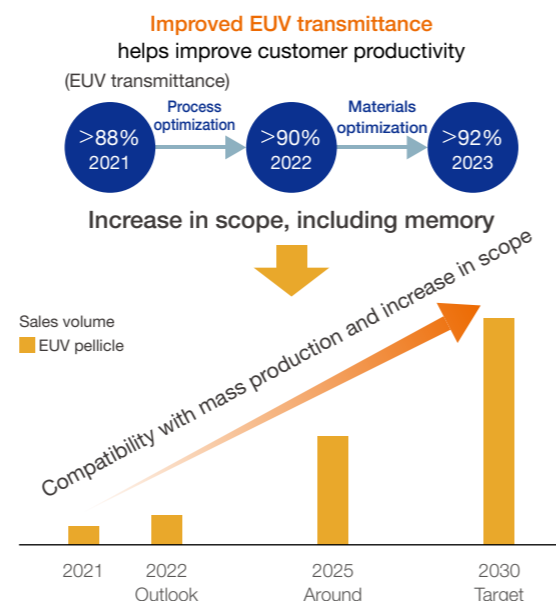 Improved EUV transmittance
helps improve customer productivity
(EUV transmittance)
>88%
2021
Process
optimization
>90%
2022
Materials
optimization
>92%
2023
Increase in scope, including memory
Compatibility with mass production and increase in scope
Sales volume
EUV pellicle
2021
2022
Outlook
2025
Around
2030
Target